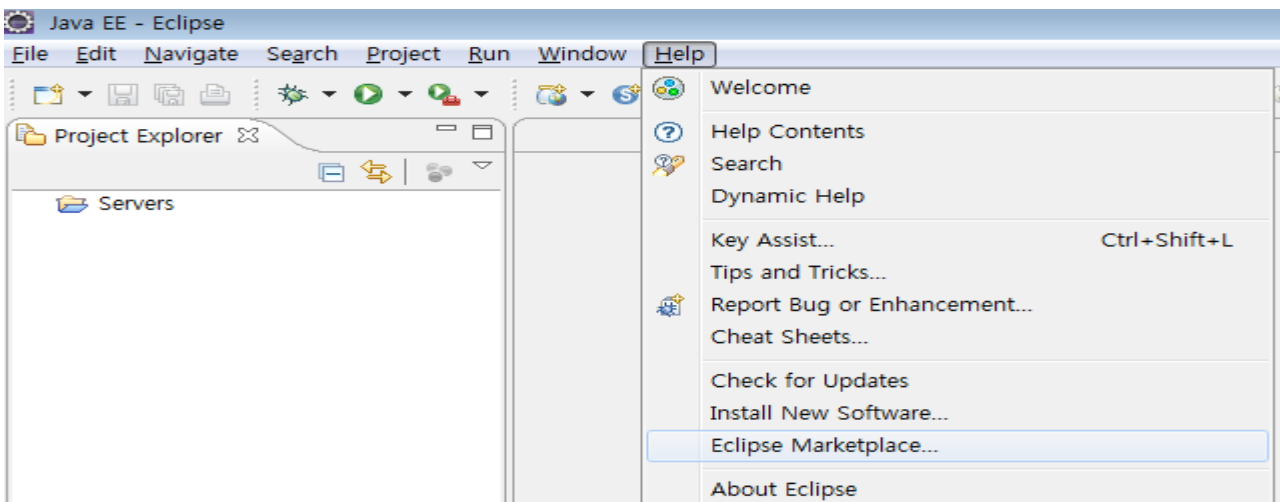 Java EE - Eclipse
File Edit Navigate Search Project Run Window Help
Project Explorer
Servers
Welcome
Help Contents
Search
Dynamic Help
Key Assist... Ctrl+Shift+L
Tips and Tricks...
Report Bug or Enhancement...
Cheat Sheets...
Check for Updates
Install New Software...
Eclipse Marketplace...
About Eclipse